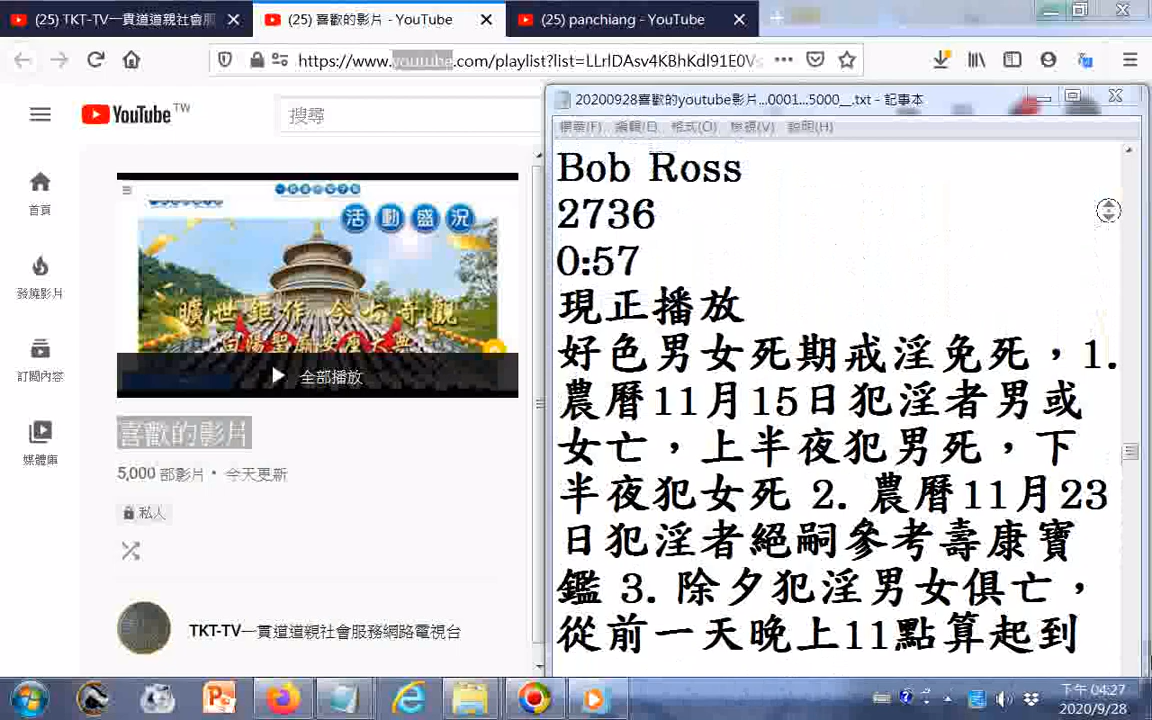 (25) TKT-TV一貫道道親社會服
(25) 喜歡的影片 - YouTube
(25) panchiang - YouTube
https://www.youtube.com/playlist?list=LLrlDAsv4KBhKdl91E0Vs
YouTube TW
搜尋
首頁
發燒影片
訂閱內容
媒體庫
活動盛況
曠世鉅作 今古奇觀
全部播放
喜歡的影片
5,000 部影片・今天更新
私人
TKT-TV一貫道道親社會服務網路電視台
20200928喜歡的youtube影片...0001...5000__.txt - 記事本
檔案(F) 編輯(E) 格式(O) 檢視(V) 說明(H)
Bob Ross
2736
0:57
現正播放
好色男女死期戒淫免死，1.
農曆11月15日犯淫者男或
女亡，上半夜犯男死，下
半夜犯女死 2. 農曆11月23
日犯淫者絕嗣參考壽康寶
鑑 3. 除夕犯淫男女俱亡，
從前一天晚上11點算起到
下午 04:27
2020/9/28